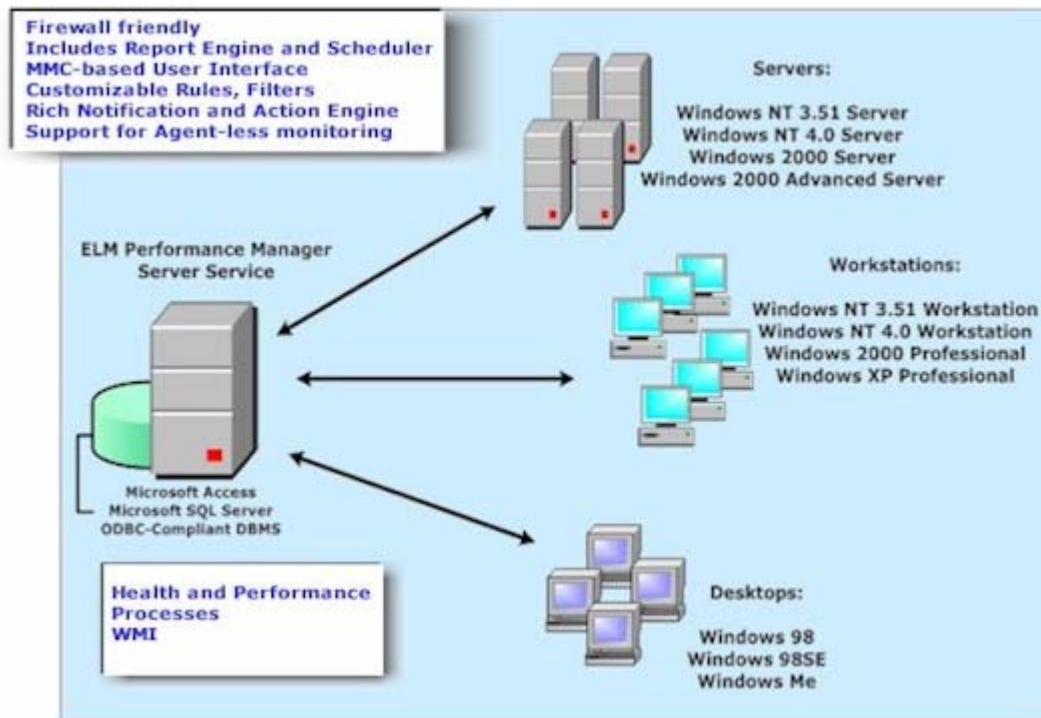 Firewall friendly
Includes Report Engine and Scheduler
MMC-based User Interface
Customizable Rules, Filters
Rich Notification and Action Engine
Support for Agent-less monitoring
Servers:
Windows NT 3.51 Server
Windows NT 4.0 Server
Windows 2000 Server
Windows 2000 Advanced Server
ELM Performance Manager
Server Service
Workstations:
Windows NT 3.51 Workstation
Windows NT 4.0 Workstation
Windows 2000 Professional
Windows XP Professional
Microsoft Access
Microsoft SQL Server
ODBC-Compliant DBMS
Health and Performance
Processes
WMI
Desktops:
Windows 98
Windows 98SE
Windows Me